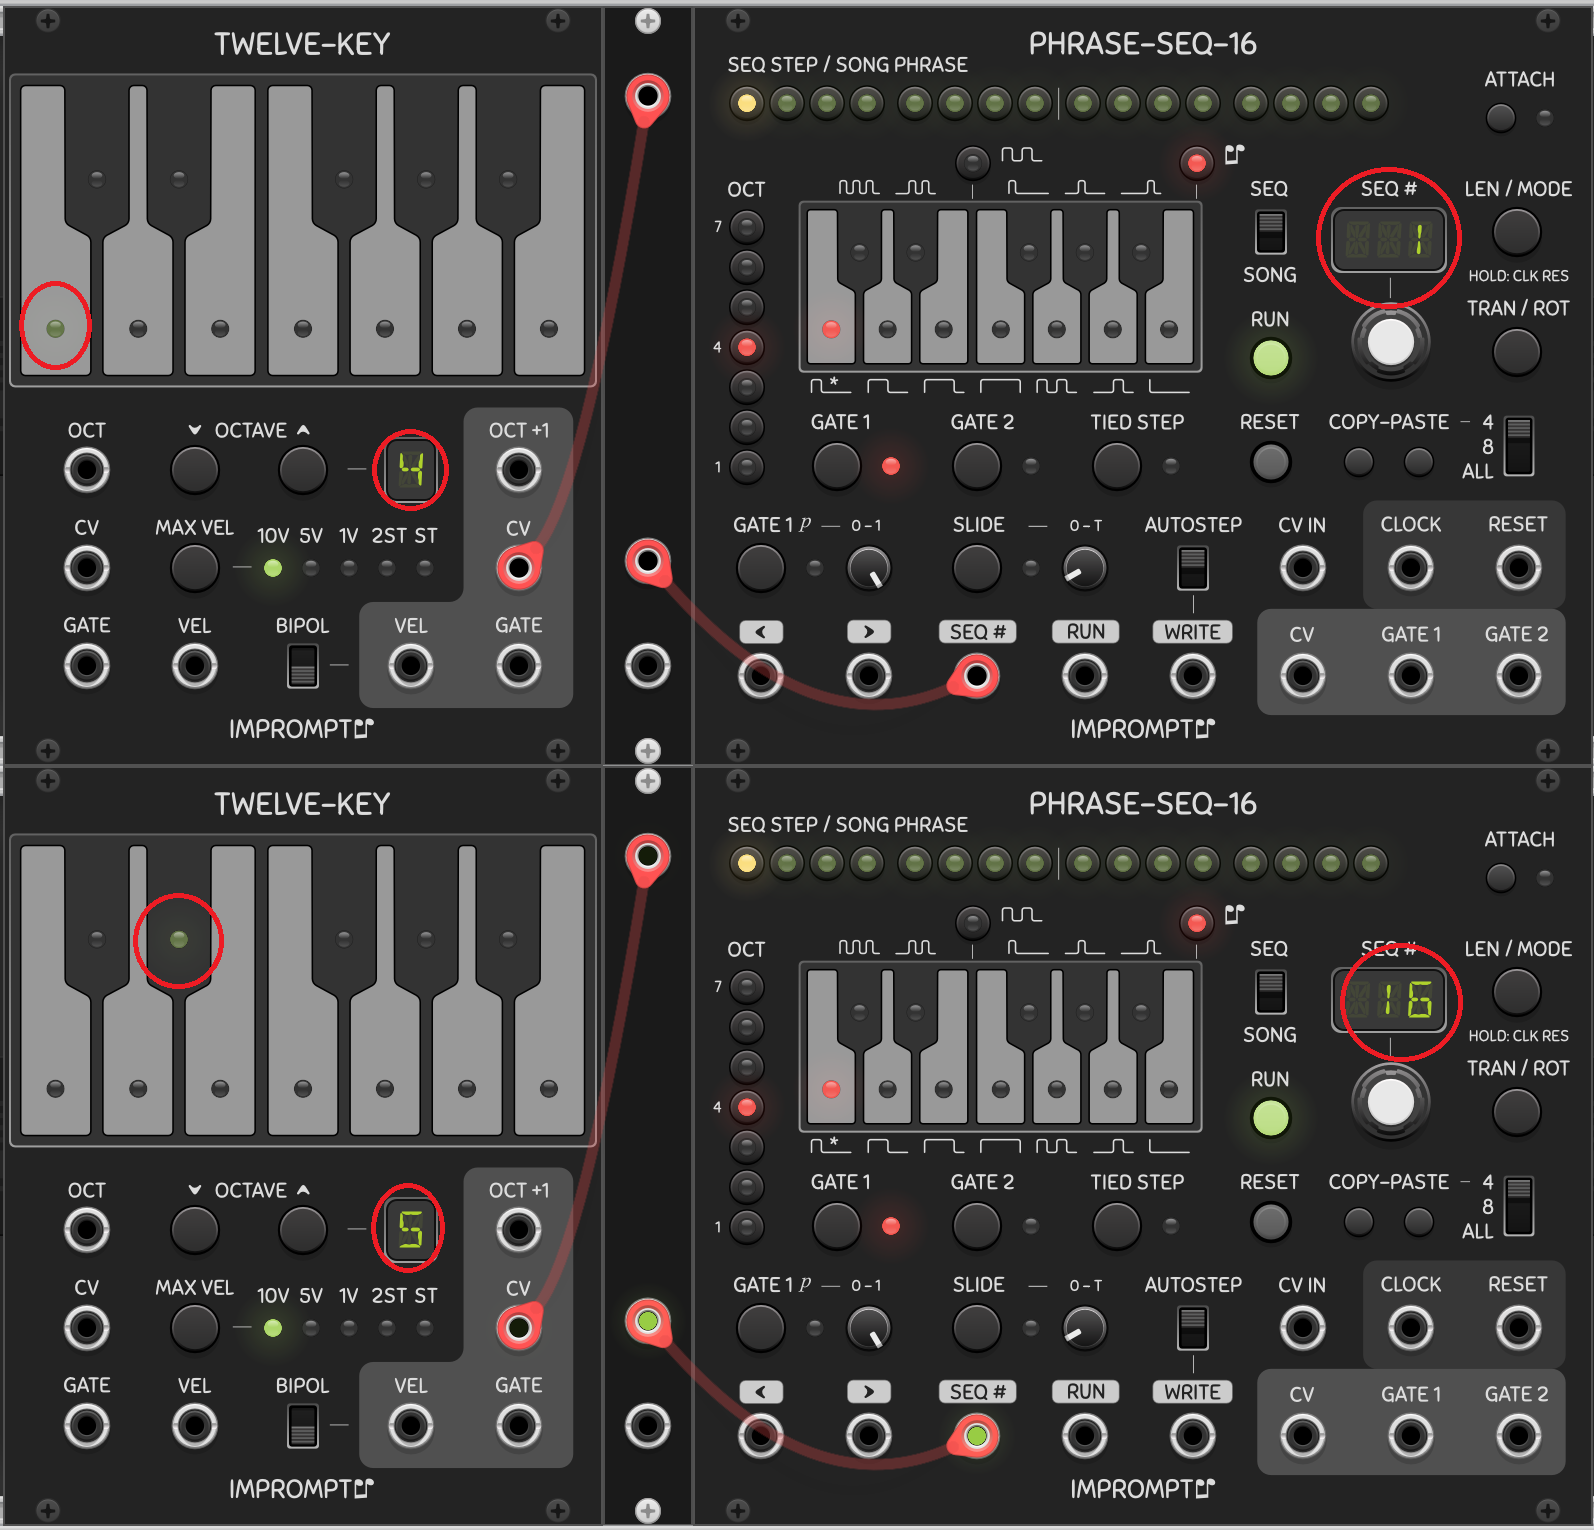 TWELVE-KEY
OCT
OCTAVE
4
OCT +1
CV
MAX VEL
10V 5V 1V 2ST ST
CV
GATE
VEL
BIPOL
VEL
GATE
IMPROMPT
PHRASE-SEQ-16
SEQ STEP / SONG PHRASE
ATTACH
OCT
7
4
1
SEQ
SONG
SEQ #
1
LEN / MODE
HOLD: CLK RES
TRAN / ROT
RUN
*
GATE 1
GATE 2
TIED STEP
RESET
COPY-PASTE
4
8
ALL
GATE 1 p
0-1
SLIDE
0-T
AUTOSTEP
CV IN
CLOCK
RESET
<
>
SEQ #
RUN
WRITE
CV
GATE 1
GATE 2
IMPROMPT
TWELVE-KEY
OCT
OCTAVE
5
OCT +1
CV
MAX VEL
10V 5V 1V 2ST ST
CV
GATE
VEL
BIPOL
VEL
GATE
IMPROMPT
PHRASE-SEQ-16
SEQ STEP / SONG PHRASE
ATTACH
OCT
7
4
1
SEQ
SONG
SEQ #
16
LEN / MODE
HOLD: CLK RES
TRAN / ROT
RUN
*
GATE 1
GATE 2
TIED STEP
RESET
COPY-PASTE
4
8
ALL
GATE 1 p
0-1
SLIDE
0-T
AUTOSTEP
CV IN
CLOCK
RESET
<
>
SEQ #
RUN
WRITE
CV
GATE 1
GATE 2
IMPROMPT